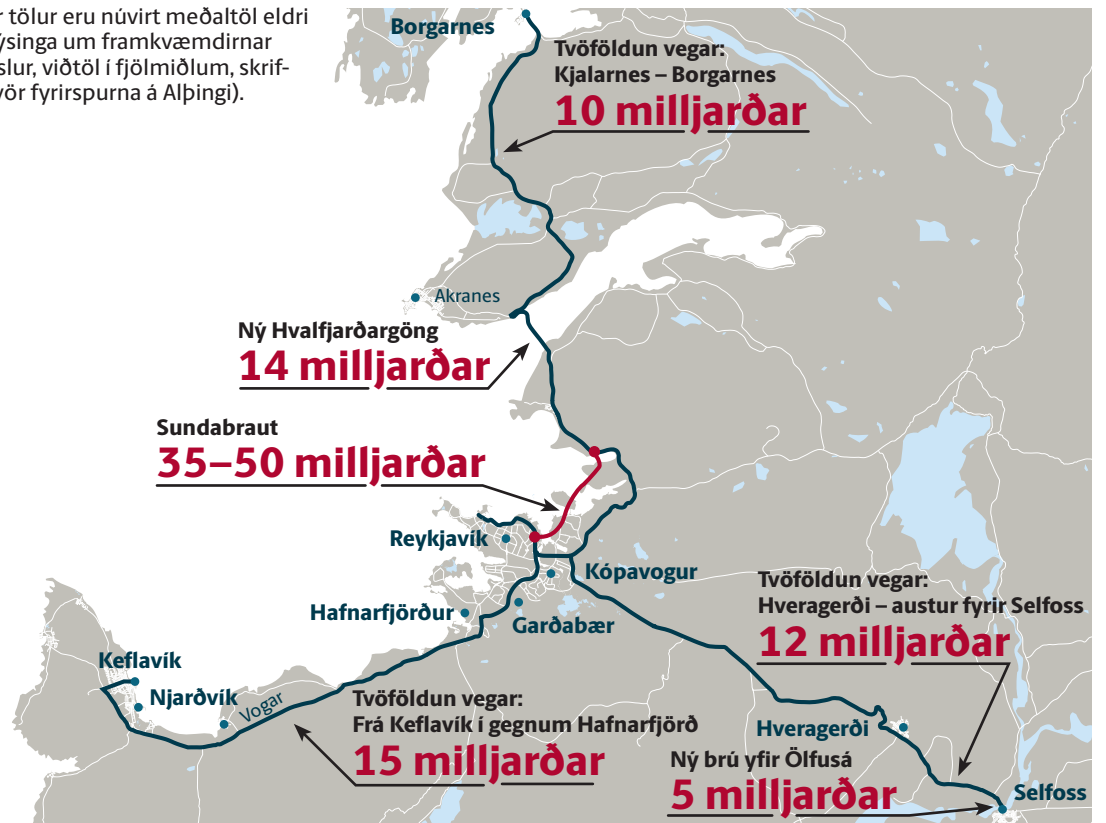 r tölur eru núvirt meðaltöl eldri
ýsinga um framkvæmdirnar
slur, viðtöl í fjölmiðlum, skrif-
vör fyrirspurna á Alþingi).
Borgarnes
Tvöföldun vegar:
Kjalarnes – Borgarnes
10 milljarðar
Akranes
Ný Hvalfjarðargöng
14 milljarðar
Sundabraut
35–50 milljarðar
Reykjavík
Kópavogur
Hafnarfjörður
Garðabær
Tvöföldun vegar:
Hveragerði – austur fyrir Selfoss
12 milljarðar
Keflavík
Njarðvík
Vogar
Tvöföldun vegar:
Frá Keflavík í gegnum Hafnarfjörð
15 milljarðar
Hveragerði
Ný brú yfir Ölfusá
5 milljarðar
Selfoss